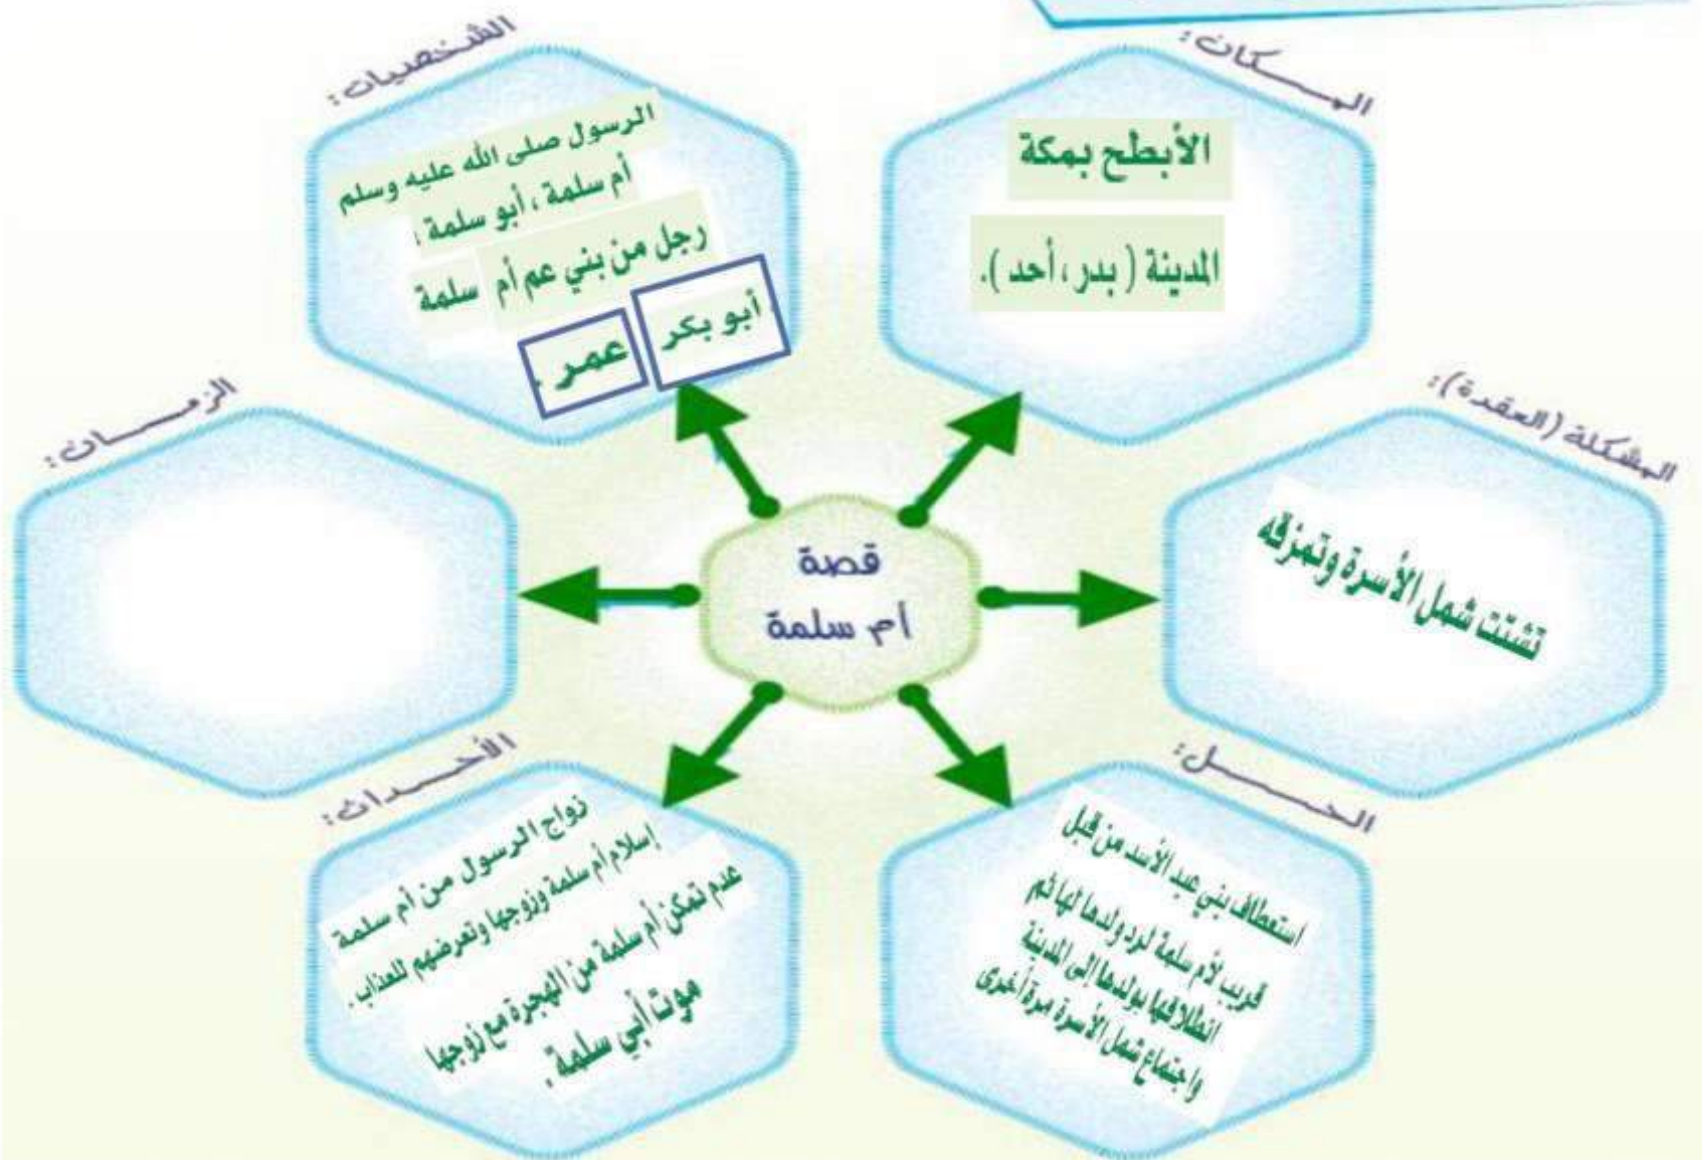 المكان:
الأبطح بمكة
المدينة ( بدر ، أحد ).
الشخصيات:
الرسول صلى الله عليه وسلم
أم سلمة ، أبو سلمة ،
رجل من بني عم أم سلمة
أبو بكر
عمر .
المشكلة (العقدة):
تشتت شمل الأسرة وتمزقه
قصة
أم سلمة
الزمان:
الحل:
استعطاف بني عبد الأسد من قبل
قريب لأم سلمة لرد ولدها لها ثم
انطلاقها بولدها إلى المدينة
واجتماع شمل الأسرة مرة أخرى
الأحداث:
زواج الرسول من أم سلمة
إسلام أم سلمة وزوجها وتعرضهم للعذاب .
عدم تمكن أم سلمة من الهجرة مع زوجها
موت أبي سلمة .